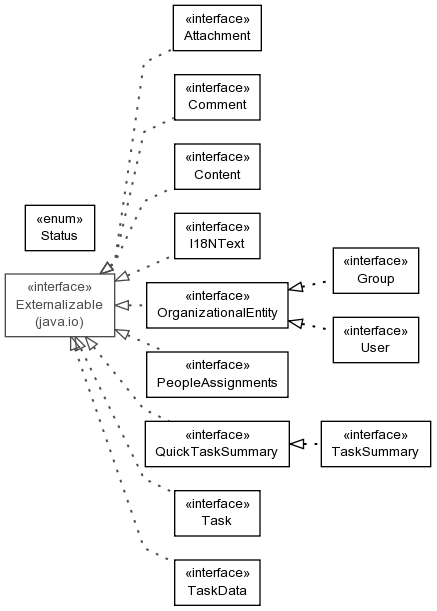 «interface»
Attachment
«interface»
Comment
«interface»
Content
«enum»
Status
«interface»
I18NText
«interface»
Externalizable
(java.io)
«interface»
OrganizationalEntity
«interface»
Group
«interface»
User
«interface»
PeopleAssignments
«interface»
QuickTaskSummary
«interface»
TaskSummary
«interface»
Task
«interface»
TaskData